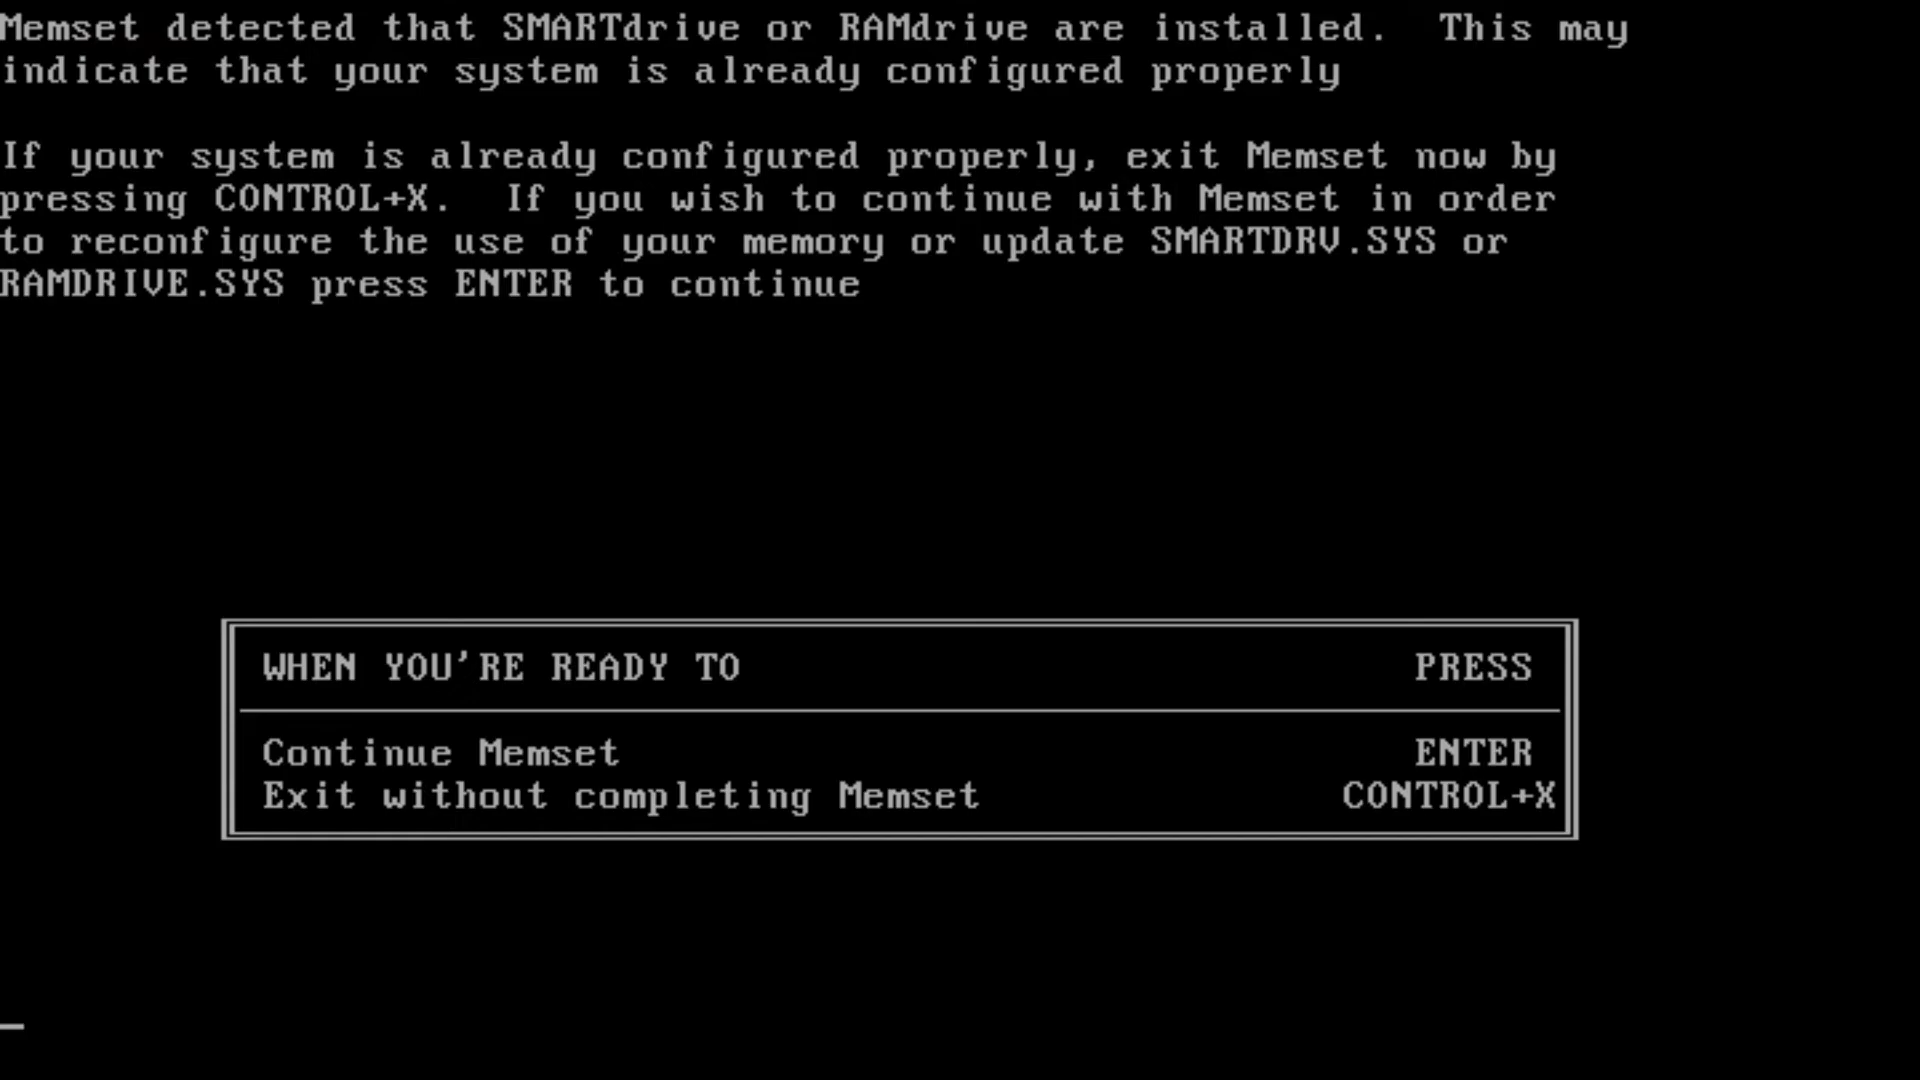 Memset detected that SMARTdrive or RAMdrive are installed.  This may
indicate that your system is already configured properly
If your system is already configured properly, exit Memset now by
pressing CONTROL+X.  If you wish to continue with Memset in order
to reconfigure the use of your memory or update SMARTDRV.SYS or
RAMDRIVE.SYS press ENTER to continue
WHEN YOU'RE READY TO PRESS
Continue Memset ENTER
Exit without completing Memset CONTROL+X